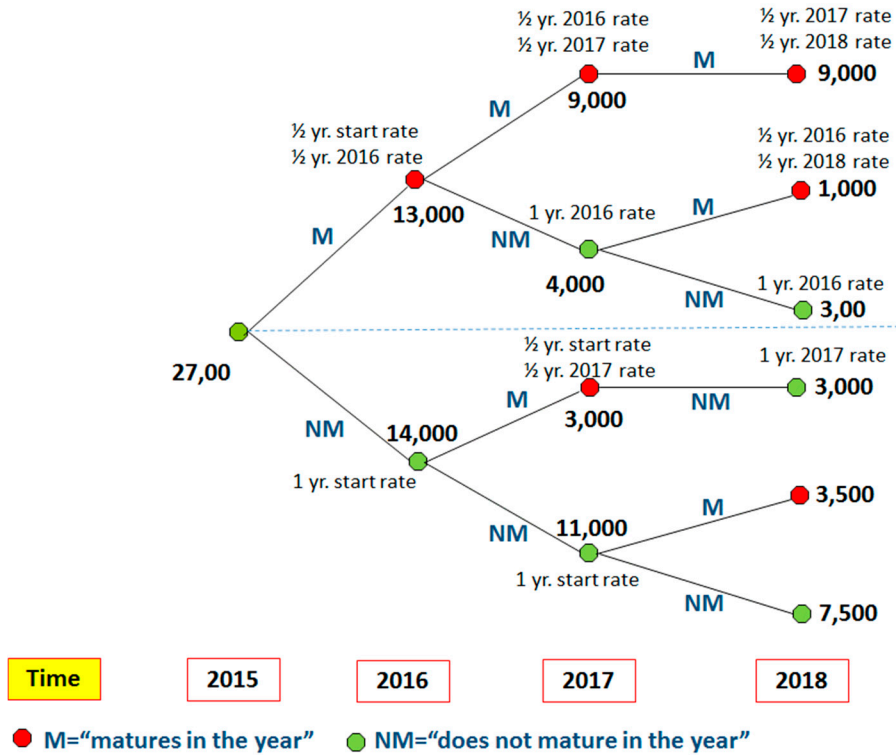 ½ yr. 2016 rate
½ yr. 2017 rate
½ yr. 2017
½ yr. 2018 rate
M
9,000
9,000
M
½ yr. start rate
½ yr. 2016 rate
½ yr. 2016
½ yr. 2018 rate
13,000
1 yr. 2016 rate
M
1,000
M
NM
4,000
NM
1 yr. 2016 rate
3,00
27,00
½ yr. start rate
½ yr. 2017 rate
1 yr. 2017 rate
NM
14,000
M
3,000
NM
3,000
1 yr. start rate
NM
11,000
M
3,500
1 yr. start rate
NM
7,500
Time
2015
2016
2017
2018
M="matures in the year"
NM="does not mature in the year"